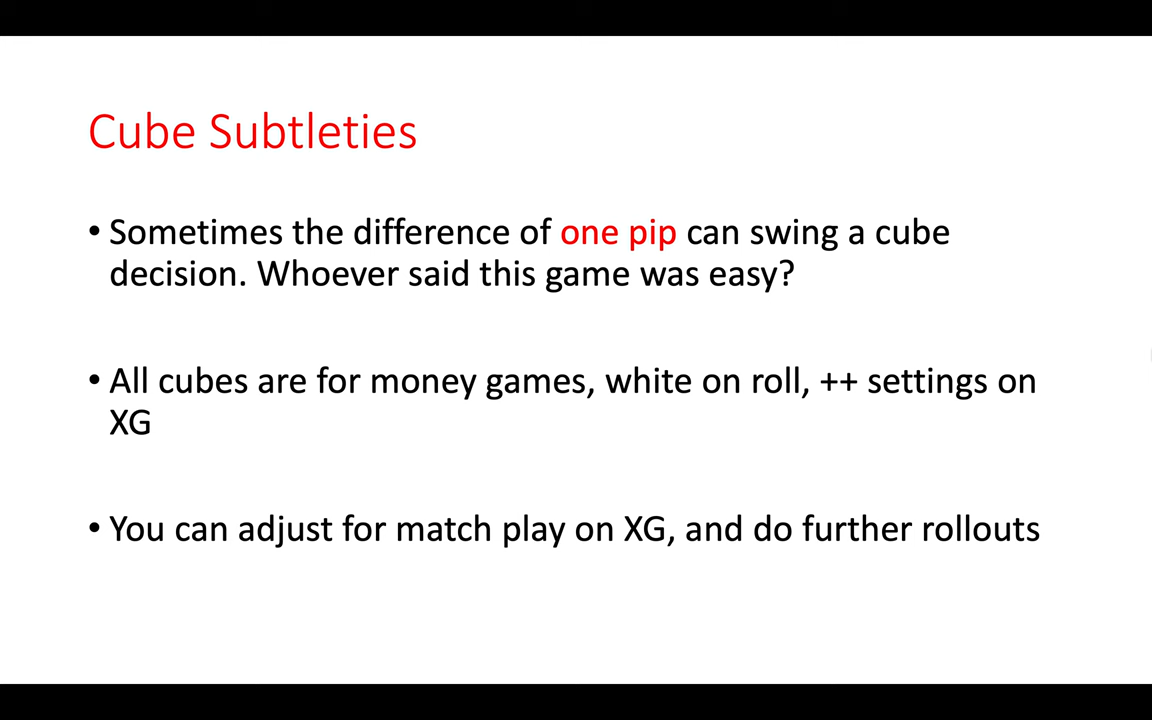 Cube Subtleties
• Sometimes the difference of one pip can swing a cube
decision. Whoever said this game was easy?
• All cubes are for money games, white on roll, ++ settings on
XG
• You can adjust for match play on XG, and do further rollouts